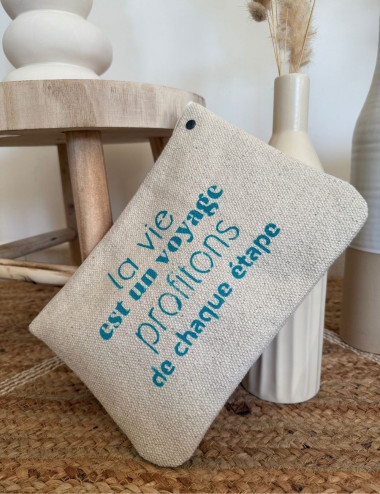 la vie
est un voyage
profitons
de chaque étape